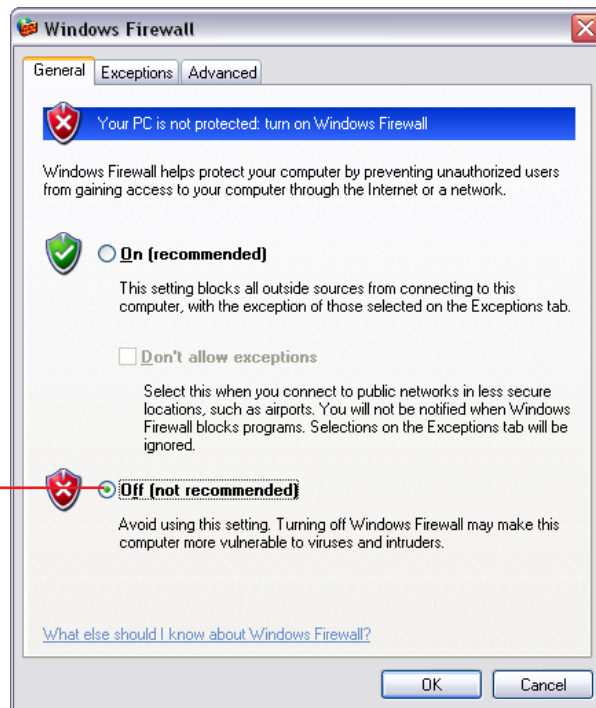 Windows Firewall
General Exceptions Advanced
Your PC is not protected: turn on Windows Firewall
Windows Firewall helps protect your computer by preventing unauthorized users
from gaining access to your computer through the Internet or a network.
On (recommended)
This setting blocks all outside sources from connecting to this
computer, with the exception of those selected on the Exceptions tab.
Don't allow exceptions
Select this when you connect to public networks in less secure
locations, such as airports. You will not be notified when Windows
Firewall blocks programs. Selections on the Exceptions tab will be
ignored.
Off (not recommended)
Avoid using this setting. Turning off Windows Firewall may make this
computer more vulnerable to viruses and intruders.
What else should I know about Windows Firewall?
OK Cancel